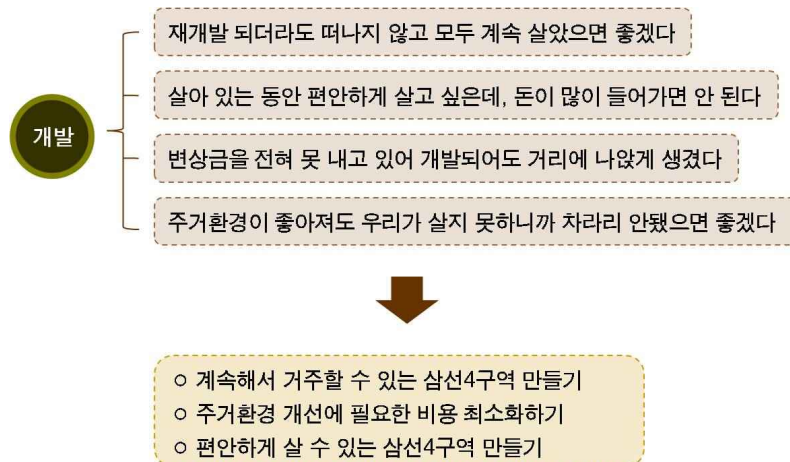 재개발 되더라도 떠나지 않고 모두 계속 살았으면 좋겠다
살아 있는 동안 편안하게 살고 싶은데, 돈이 많이 들어가면 안 된다
개발
변상금을 전혀 못 내고 있어 개발되어도 거리에 나앉게 생겼다
주거환경이 좋아져도 우리가 살지 못하니까 차라리 안됐으면 좋겠다
○ 계속해서 거주할 수 있는 삼선4구역 만들기
○ 주거환경 개선에 필요한 비용 최소화하기
○ 편안하게 살 수 있는 삼선4구역 만들기